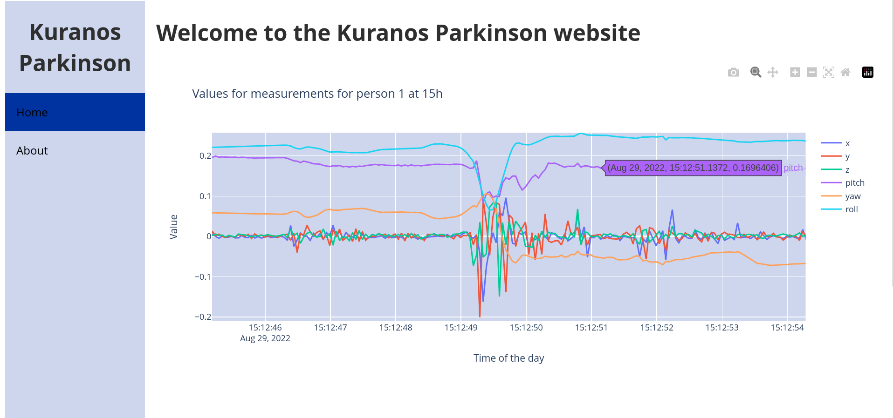 Kuranos
Parkinson
Home
About
Welcome to the Kuranos Parkinson website
Values for measurements for person 1 at 15h
Value
0.2
0.1
0
−0.1
−0.2
(Aug 29, 2022, 15:12:51.1372, 0.1696406) pitch
x
y
z
pitch
yaw
roll
15:12:46 15:12:47 15:12:48 15:12:49 15:12:50 15:12:51 15:12:52 15:12:53 15:12:54
Aug 29, 2022
Time of the day